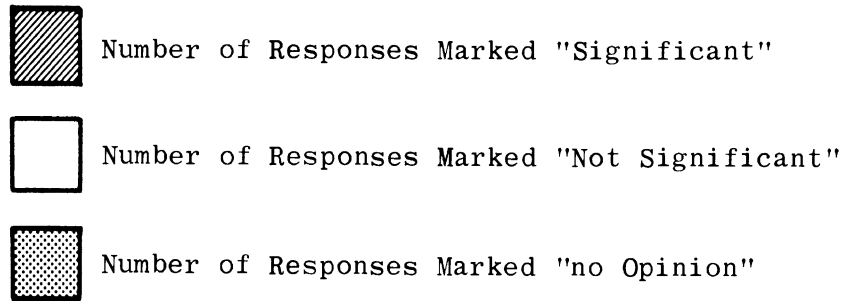 Number of Responses Marked "Significant"
Number of Responses Marked "Not Significant"
Number of Responses Marked "no Opinion"